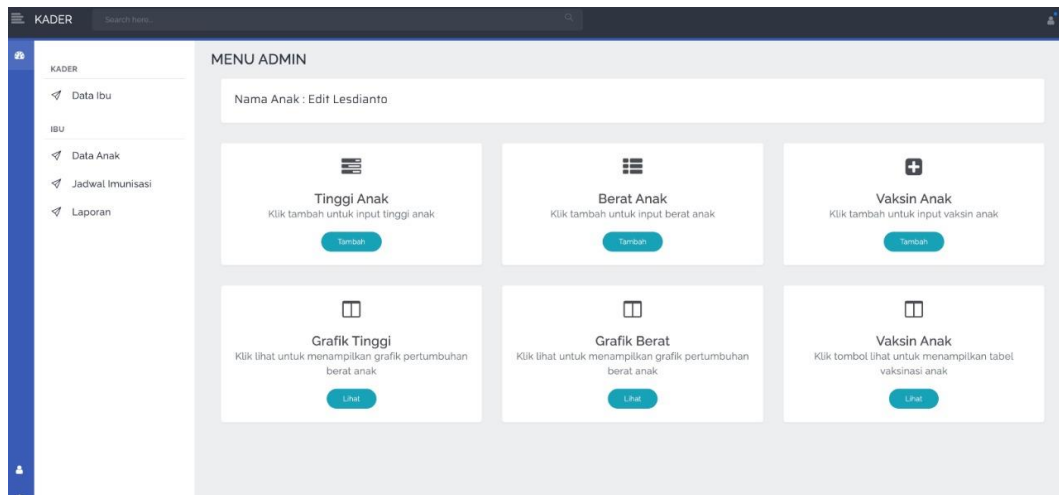 KADER
Search here...
KADER
Data Ibu
IBU
Data Anak
Jadwal Imunisasi
Laporan
MENU ADMIN
Nama Anak : Edit Lesdianto
Tinggi Anak
Klik tambah untuk input tinggi anak
Tambah
Berat Anak
Klik tambah untuk input berat anak
Tambah
Vaksin Anak
Klik tambah untuk input vaksin anak
Tambah
Grafik Tinggi
Klik lihat untuk menampilkan grafik pertumbuhan
berat anak
Lihat
Grafik Berat
Klik lihat untuk menampilkan grafik pertumbuhan
berat anak
Lihat
Vaksin Anak
Klik tombol lihat untuk menampilkan tabel
vaksinasi anak
Lihat